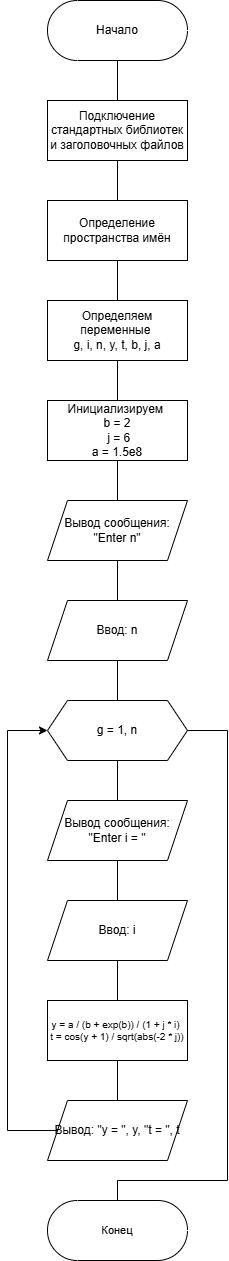 Начало
Подключение
стандартных библиотек
и заголовочных файлов
Определение
пространства имён
Определяем
переменные
g, i, n, y, t, b, j, a
Инициализируем
b = 2
j = 6
a = 1.5e8
Вывод сообщения:
"Enter n"
Ввод: n
g = 1, n
Вывод сообщения:
"Enter i = "
Ввод: i
y = a / (b + exp(b)) / (1 + j * i)
t = cos(y + 1) / sqrt(abs(-2 * j))
Вывод: "y = ", y, "t = ", t
Конец